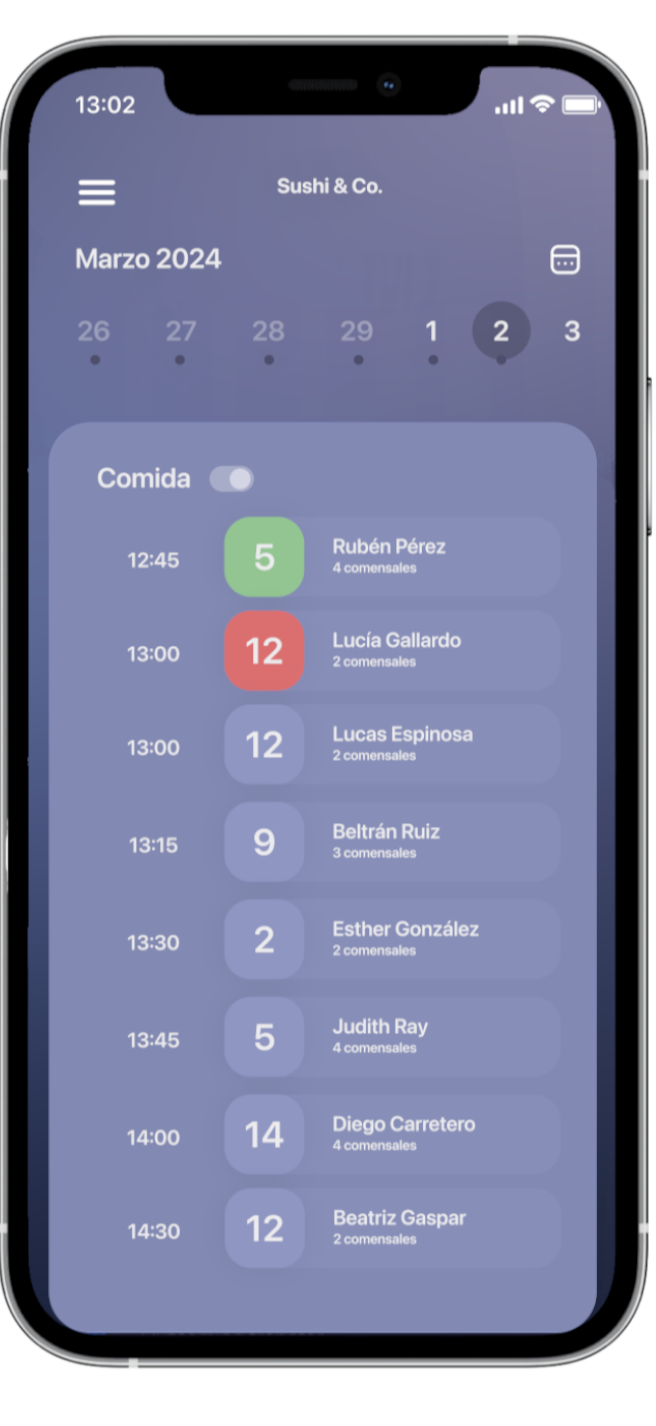 13:02
Sushi & Co.
Marzo 2024
26 27 28 29 1 2 3
Comida
12:45 5 Rubén Pérez
4 comensales
13:00 12 Lucía Gallardo
2 comensales
13:00 12 Lucas Espinosa
2 comensales
13:15 9 Beltrán Ruiz
3 comensales
13:30 2 Esther González
2 comensales
13:45 5 Judith Ray
4 comensales
14:00 14 Diego Carretero
4 comensales
14:30 12 Beatriz Gaspar
2 comensales